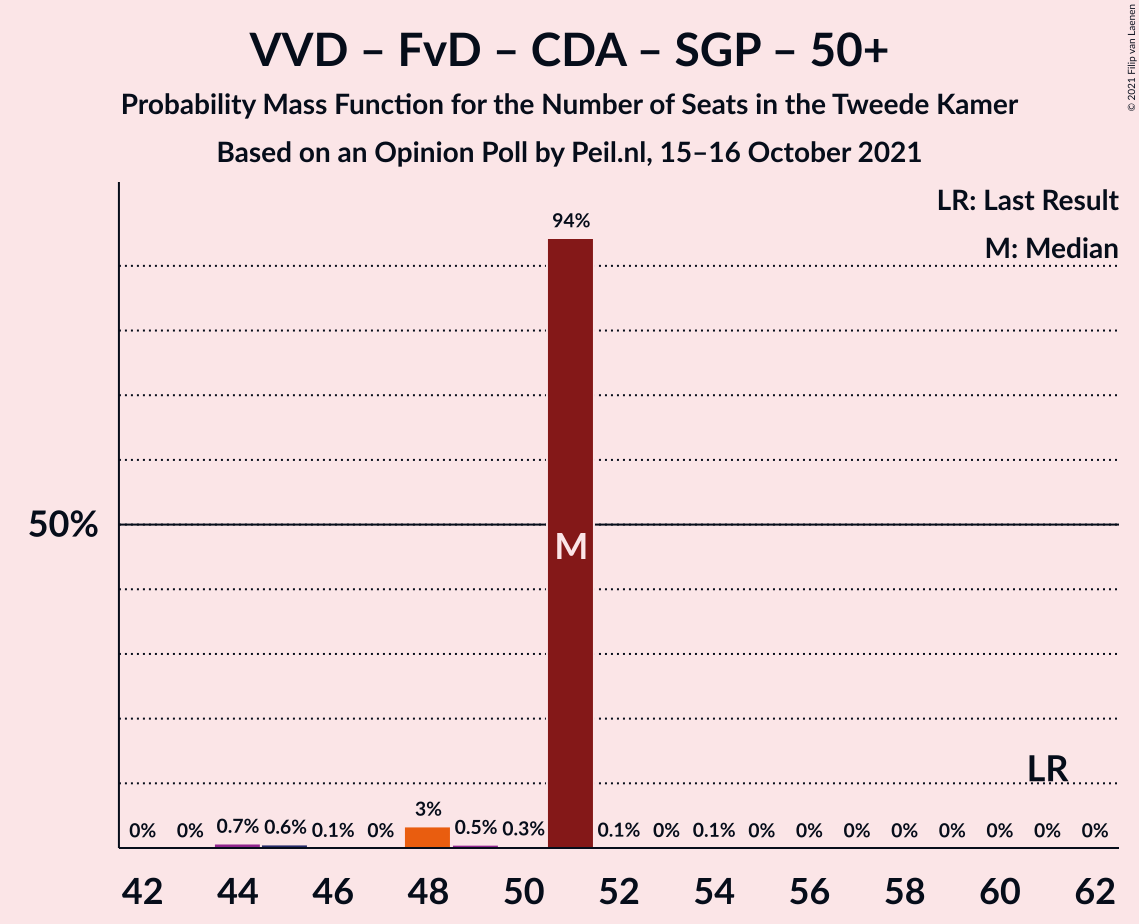 VVD – FvD – CDA – SGP – 50+
Probability Mass Function for the Number of Seats in the Tweede Kamer
Based on an Opinion Poll by Peil.nl, 15–16 October 2021
© 2021 Filip van Laenen
LR: Last Result
M: Median
94%
50%
M
LR
0% 0% 0.7% 0.6% 0.1% 0% 3% 0.5% 0.3% 0.1% 0% 0.1% 0% 0% 0% 0% 0% 0% 0% 0%
42 44 46 48 50 52 54 56 58 60 62